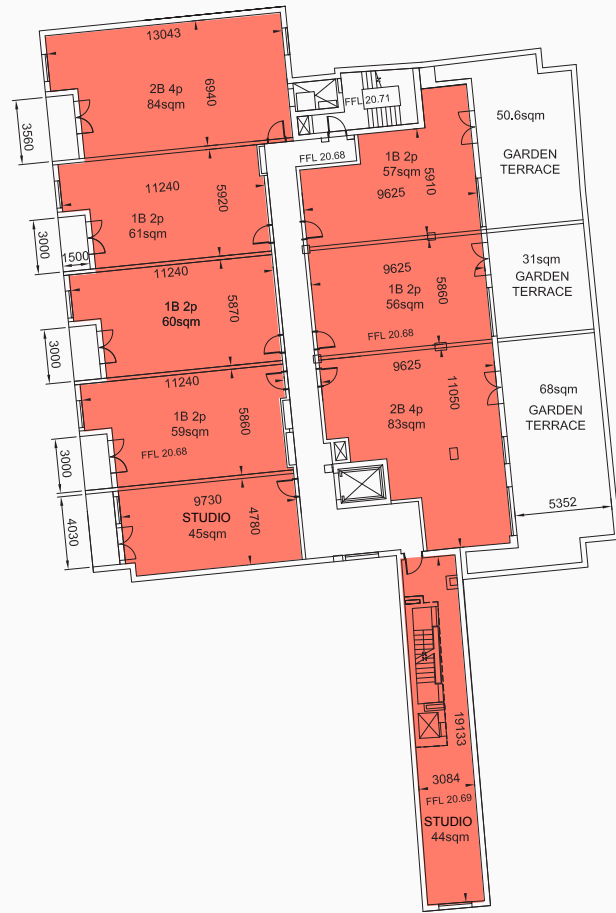 13043
6940
2B 4p
84sqm
3560
FFL 20.71
50.6sqm
GARDEN
TERRACE
FFL 20.68
1B 2p
57sqm
5910
9625
11240
5920
1B 2p
61sqm
3000
1500
11240
5870
1B 2p
60sqm
9625
5860
1B 2p
56sqm
FFL 20.68
31sqm
GARDEN
TERRACE
3000
11240
1B 2p
59sqm
5860
FFL 20.68
9625
11050
2B 4p
83sqm
68sqm
GARDEN
TERRACE
3000
9730
4780
STUDIO
45sqm
4030
5352
19133
3084
FFL 20.69
STUDIO
44sqm